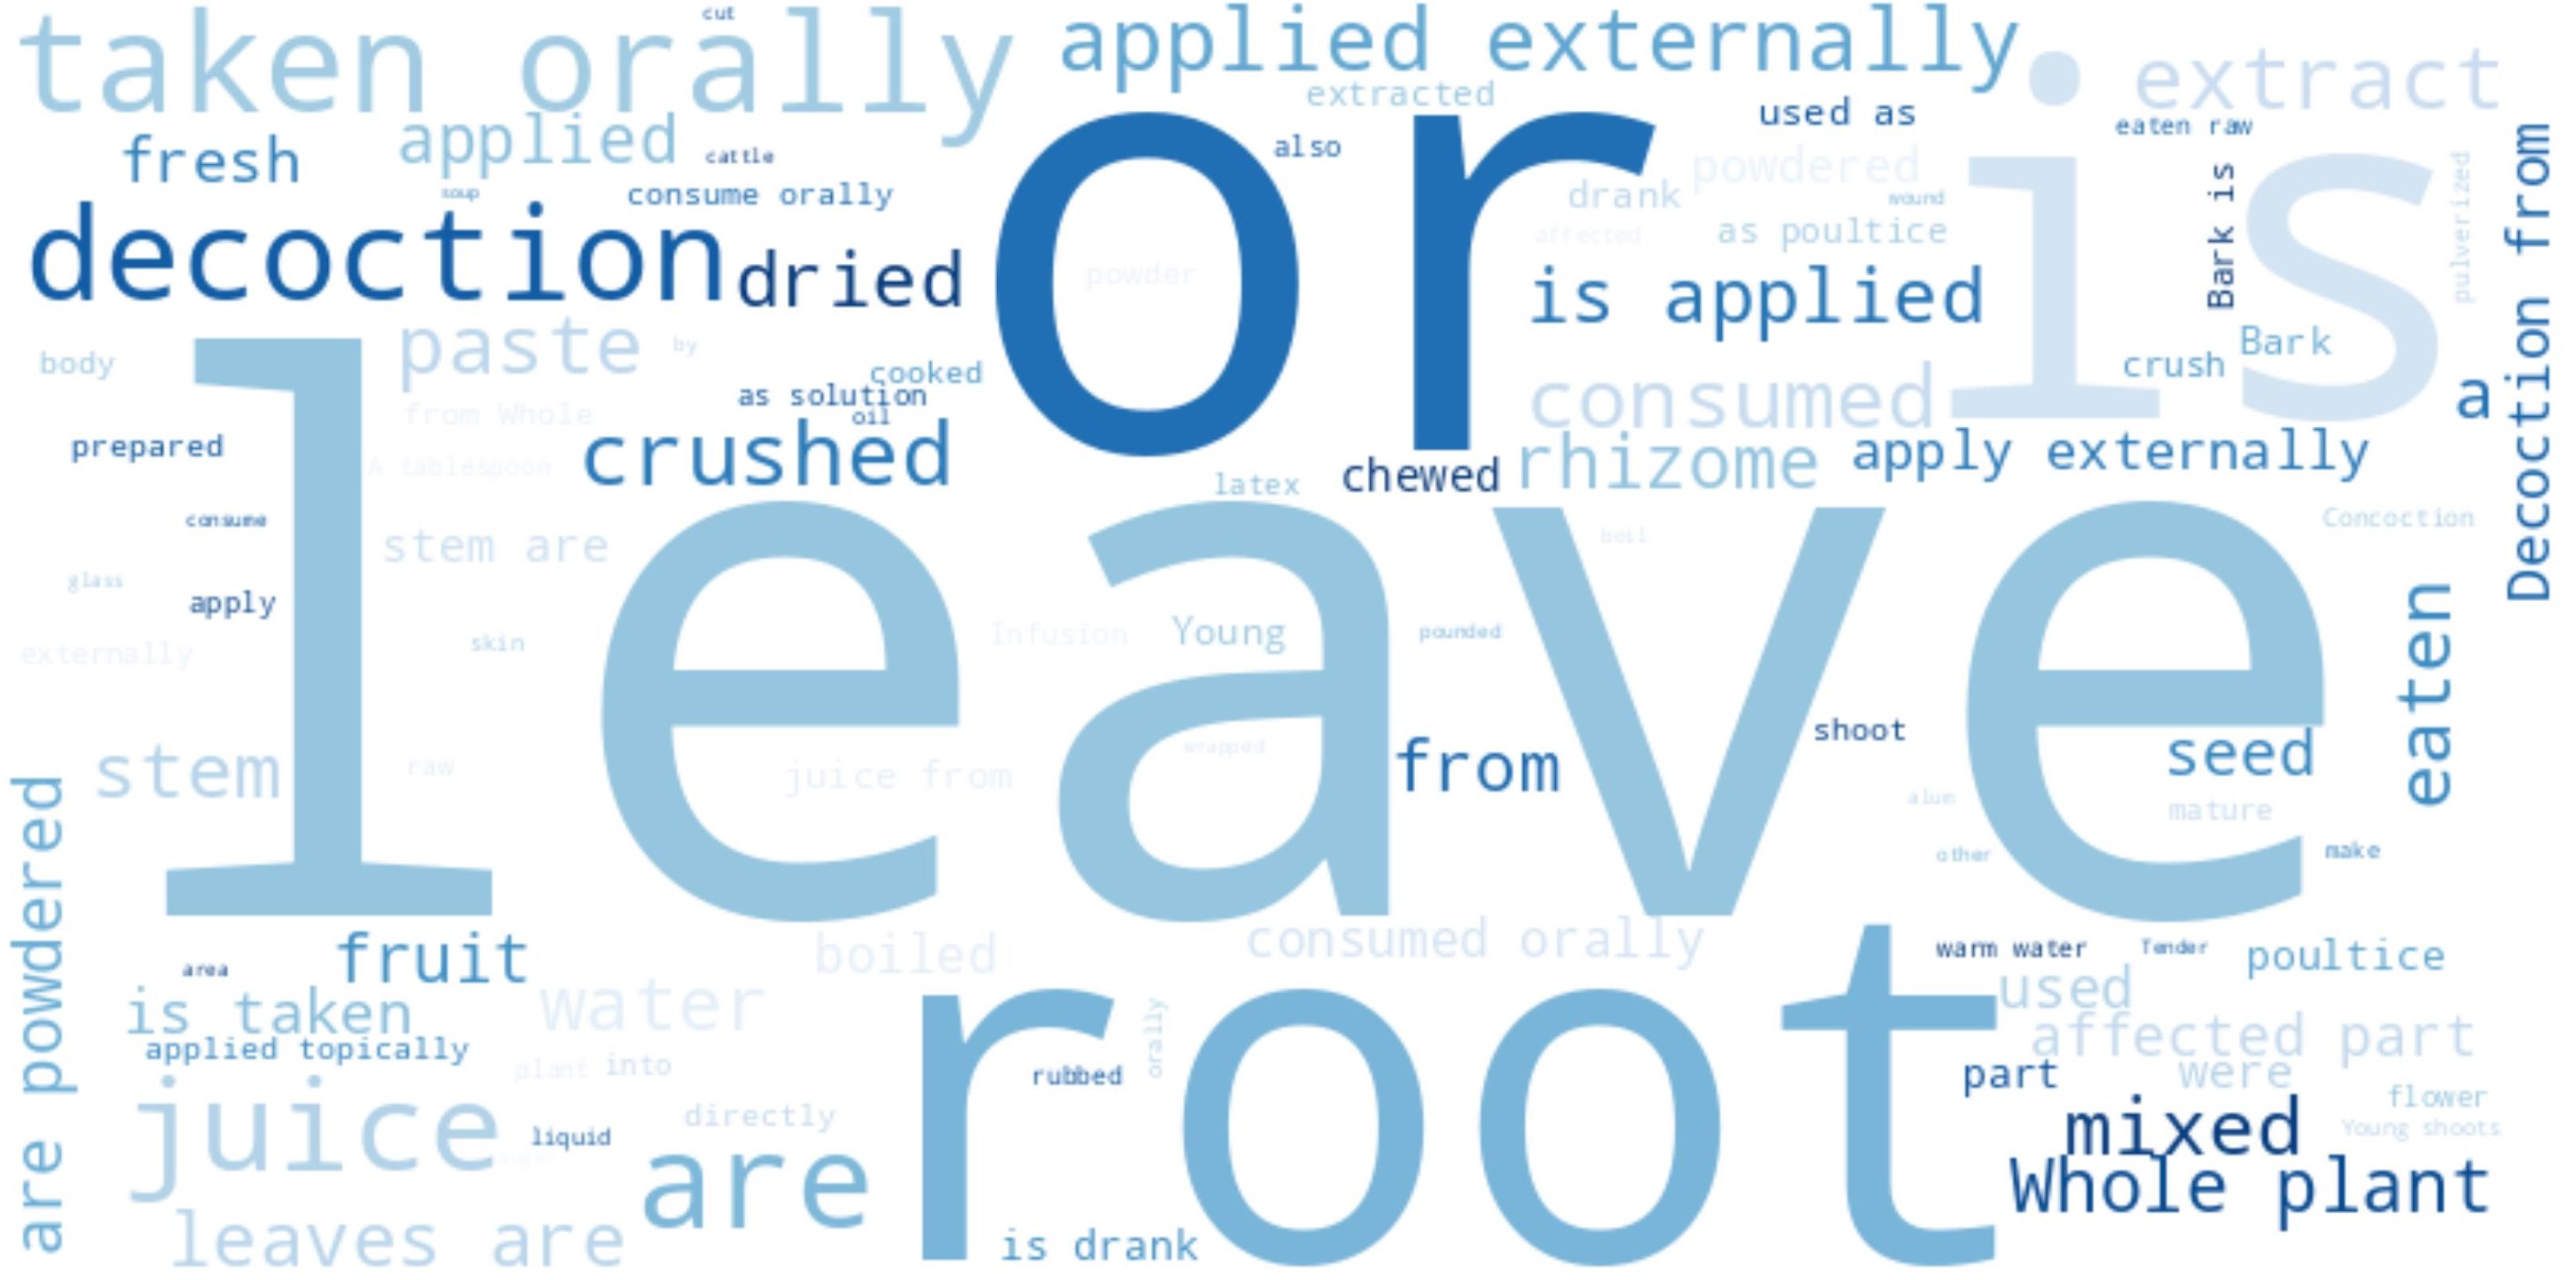 cut
taken orally
applied externally
extract
extracted
used as
eaten raw
fresh
applied
cattle
also
powdered
soup
consume orally
drank
wound
Bark is
pulverized
Decoction from
decoction
dried
or
is
affected
as poultice
powder
is applied
body
paste
by
cooked
as solution
oil
crush
Bark
a
from Whole
consumed
prepared
A tablespoon
crushed
latex
chewed
rhizome
apply externally
consume
stem are
leave
boil
Concoction
glass
apply
externally
skin
Infusion
Young
pounded
eaten
shoot
stem
raw
juice from
wrapped
from
seed
alum
mature
other
make
are powdered
fruit
boiled
consumed orally
warm water
Tender
poultice
area
is taken
water
used
applied topically
root
affected part
plant
into
orally
rubbed
part
were
juice
directly
flower
liquid
mixed
Young shoots
are
Whole plant
leaves are
is drank